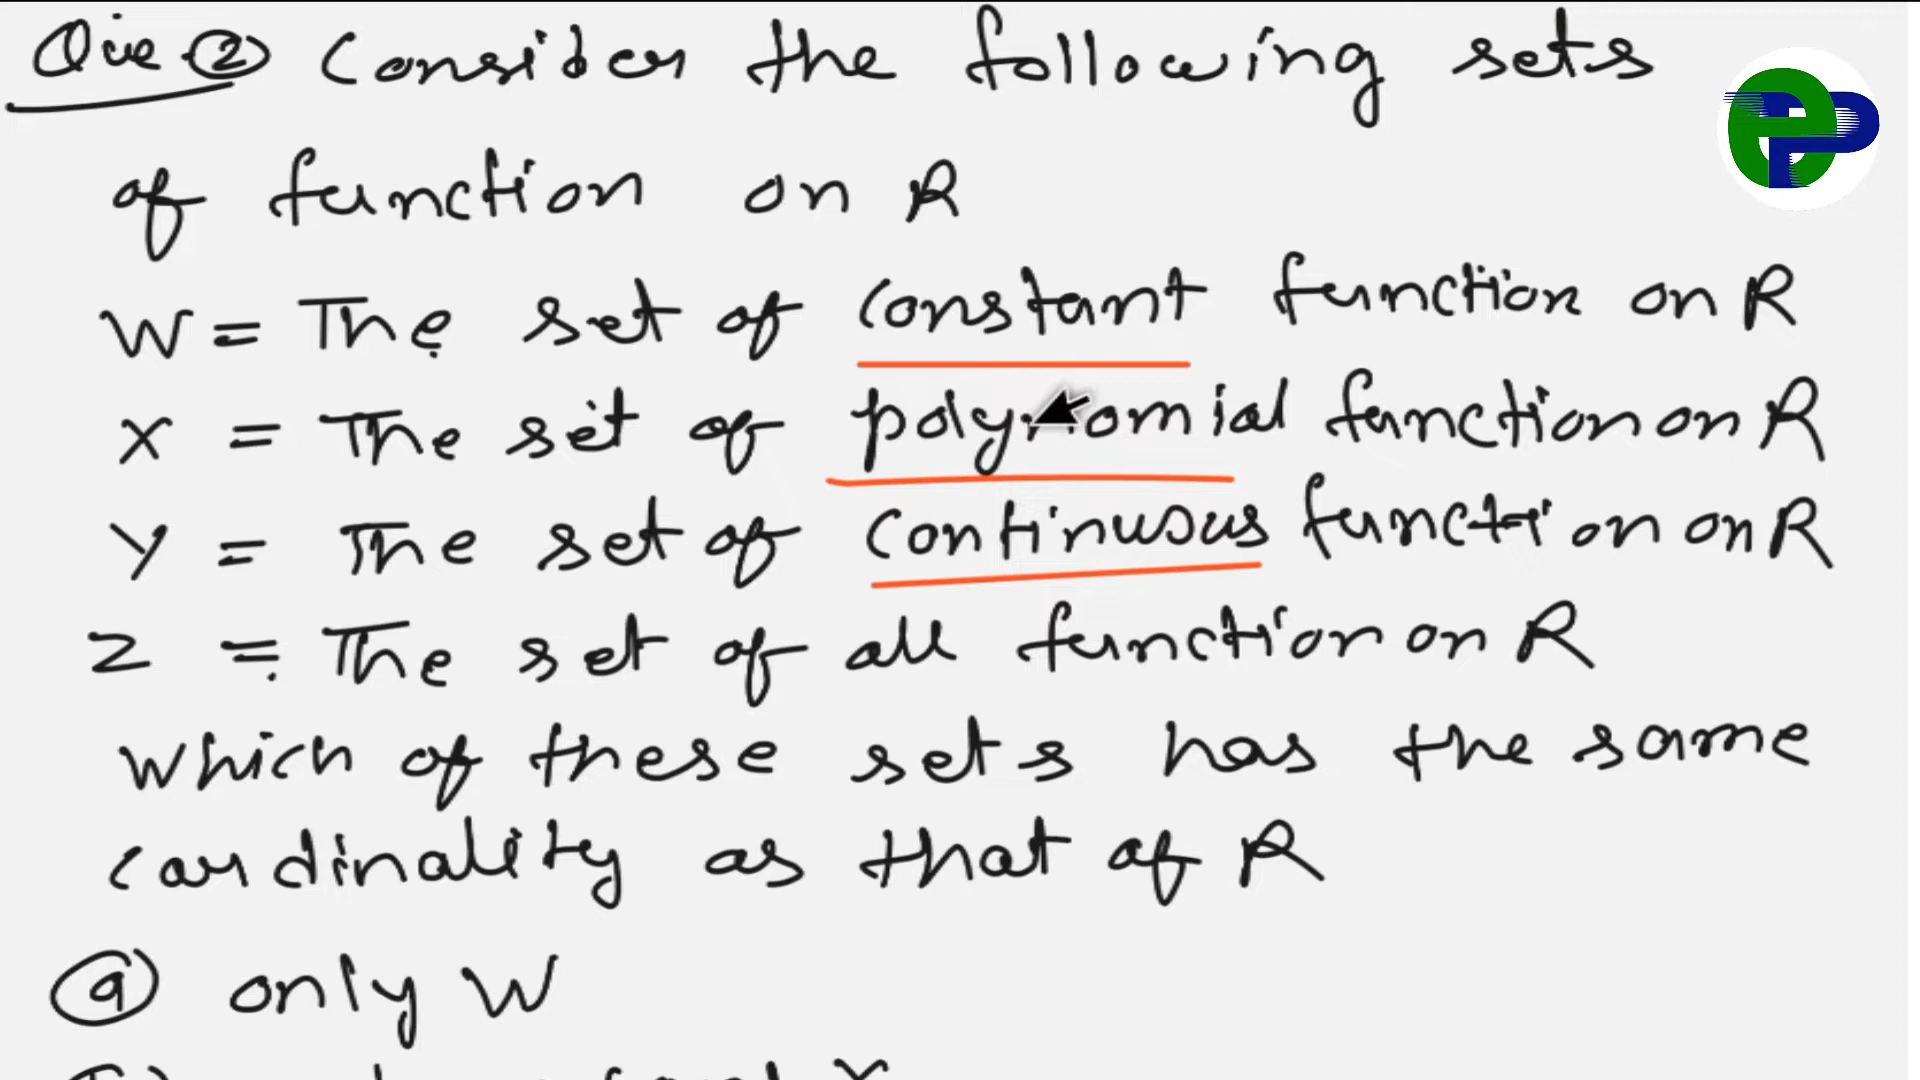 Que ② Consider the following sets
of function on R
W = The set of constant function on R
X = The set of polynomial function on R
Y = The set of continuous function on R
Z = The set of all function on R
which of these sets has the same
cardinality as that of R
ⓐ only W
eP